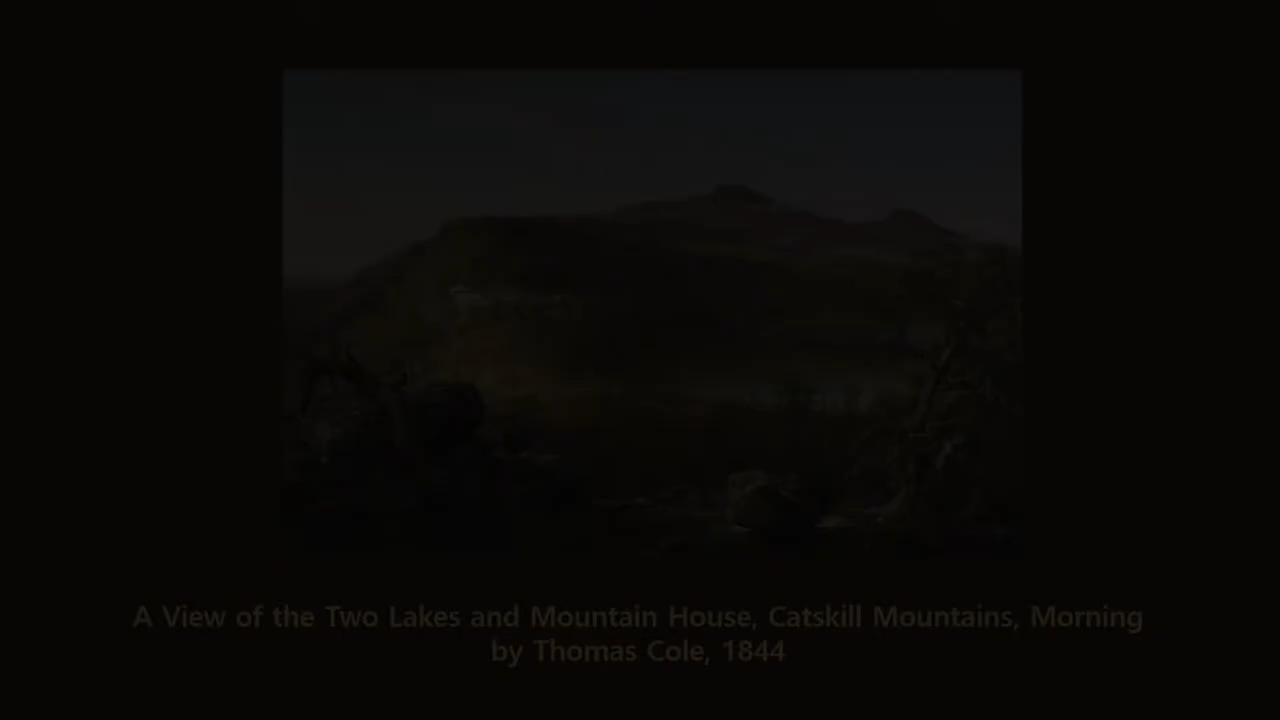 A View of the Two Lakes and Mountain House, Catskill Mountains, Morning
by Thomas Cole, 1844